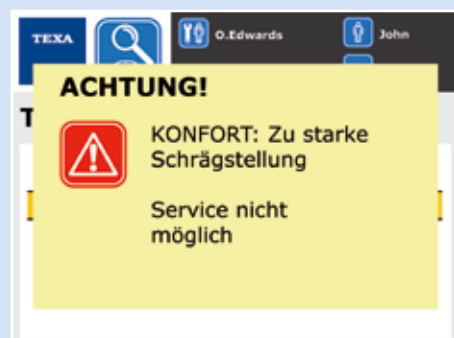 TEXA
O.Edwards
John
ACHTUNG!
T
KONFORT: Zu starke
Schrägstellung
Service nicht
möglich